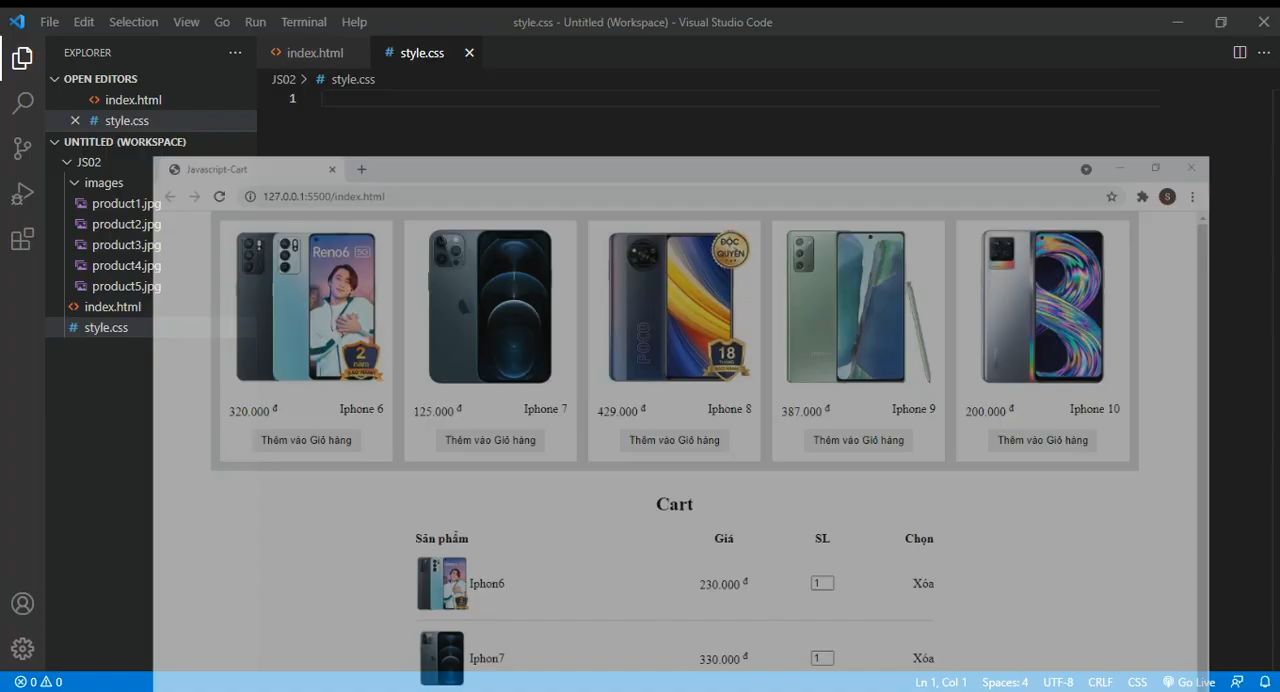 File Edit Selection View Go Run Terminal Help
style.css - Untitled (Workspace) - Visual Studio Code
EXPLORER
OPEN EDITORS
index.html
style.css
UNTITLED (WORKSPACE)
JS02
images
product1.jpg
product2.jpg
product3.jpg
product4.jpg
product5.jpg
index.html
style.css
index.html
style.css
JS02 > style.css
1
Javascript-Cart
127.0.0.1:5500/index.html
S
Reno6 5G
2 năm
ĐỘC QUYỀN
POCO
18 THÁNG
320.000 đ Iphone 6
125.000 đ Iphone 7
429.000 đ Iphone 8
387.000 đ Iphone 9
200.000 đ Iphone 10
Thêm vào Giỏ hàng
Thêm vào Giỏ hàng
Thêm vào Giỏ hàng
Thêm vào Giỏ hàng
Thêm vào Giỏ hàng
Cart
Sản phẩm Giá SL Chọn
Iphon6 230.000 đ 1 Xóa
Iphon7 330.000 đ 1 Xóa
0 0
Ln 1, Col 1 Spaces: 4 UTF-8 CRLF CSS Go Live